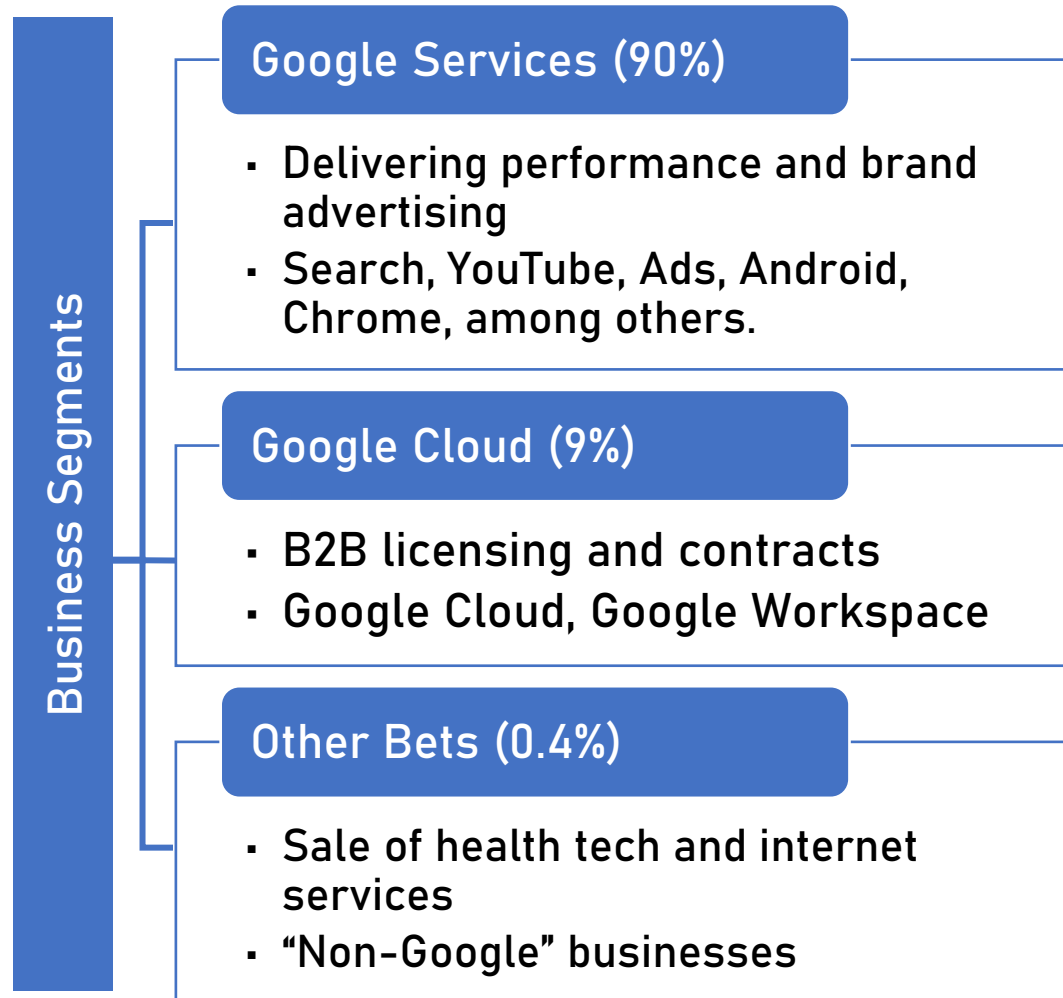 Business Segments
Google Services (90%)
▪ Delivering performance and brand
advertising
▪ Search, YouTube, Ads, Android,
Chrome, among others.
Google Cloud (9%)
▪ B2B licensing and contracts
▪ Google Cloud, Google Workspace
Other Bets (0.4%)
▪ Sale of health tech and internet
services
▪ “Non-Google” businesses